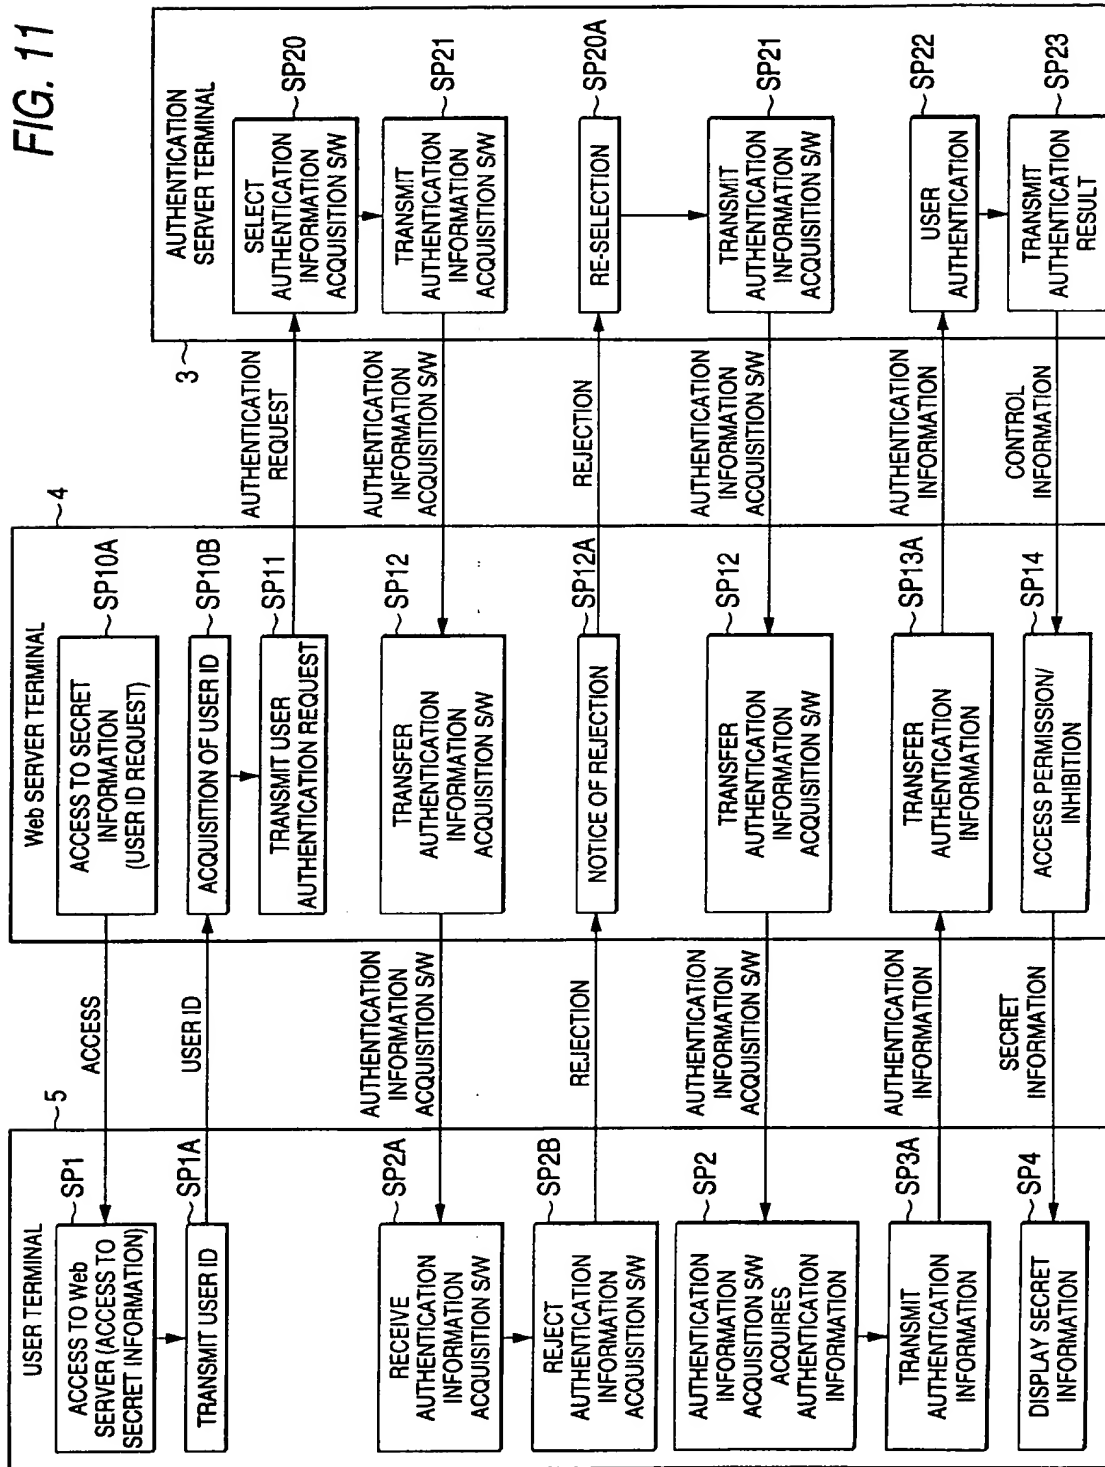 FIG. 11
USER TERMINAL
5
ACCESS TO Web
SERVER (ACCESS TO
SECRET INFORMATION)
SP1
TRANSMIT USER ID
SP1A
RECEIVE
AUTHENTICATION
INFORMATION
ACQUISITION S/W
SP2A
REJECT
AUTHENTICATION
INFORMATION
ACQUISITION S/W
SP2B
AUTHENTICATION
INFORMATION
ACQUISITION S/W
ACQUIRES
AUTHENTICATION
INFORMATION
SP2
TRANSMIT
AUTHENTICATION
INFORMATION
SP3A
DISPLAY SECRET
INFORMATION
SP4
ACCESS
USER ID
AUTHENTICATION
INFORMATION
ACQUISITION S/W
REJECTION
AUTHENTICATION
INFORMATION
ACQUISITION S/W
AUTHENTICATION
INFORMATION
SECRET
INFORMATION
Web SERVER TERMINAL
4
ACCESS TO SECRET
INFORMATION
(USER ID REQUEST)
SP10A
ACQUISITION OF USER ID
SP10B
TRANSMIT USER
AUTHENTICATION REQUEST
SP11
TRANSFER
AUTHENTICATION
INFORMATION
ACQUISITION S/W
SP12
NOTICE OF REJECTION
SP12A
TRANSFER
AUTHENTICATION
INFORMATION
ACQUISITION S/W
SP12
TRANSFER
AUTHENTICATION
INFORMATION
SP13A
ACCESS PERMISSION/
INHIBITION
SP14
AUTHENTICATION
REQUEST
AUTHENTICATION
INFORMATION
ACQUISITION S/W
REJECTION
AUTHENTICATION
INFORMATION
ACQUISITION S/W
AUTHENTICATION
INFORMATION
CONTROL
INFORMATION
AUTHENTICATION
SERVER TERMINAL
3
SELECT
AUTHENTICATION
INFORMATION
ACQUISITION S/W
SP20
TRANSMIT
AUTHENTICATION
INFORMATION
ACQUISITION S/W
SP21
RE-SELECTION
SP20A
TRANSMIT
AUTHENTICATION
INFORMATION
ACQUISITION S/W
SP21
USER
AUTHENTICATION
SP22
TRANSMIT
AUTHENTICATION
RESULT
SP23